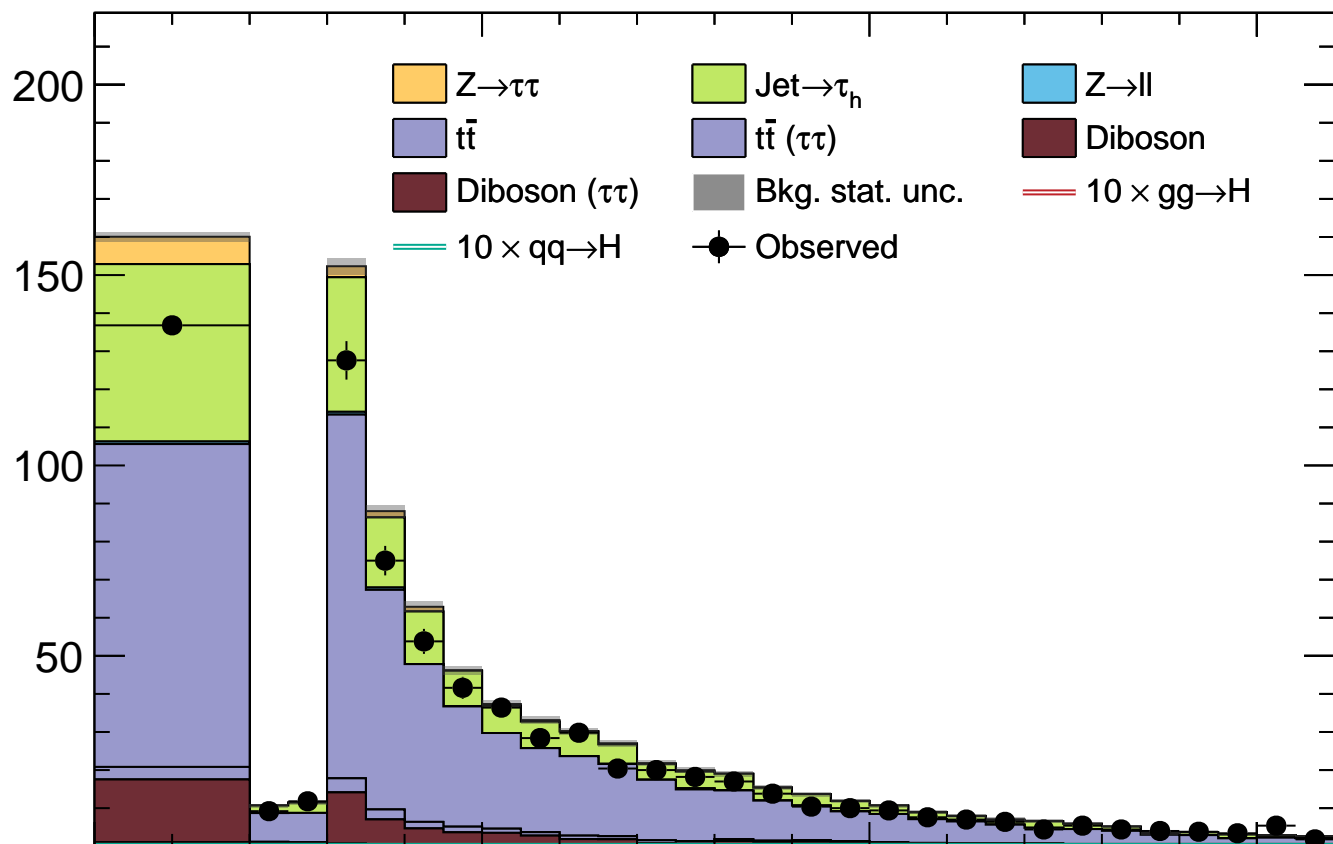 200
Z→ττ Jet→τh Z→ll
tt̄ tt̄ (ττ) Diboson
Diboson (ττ) Bkg. stat. unc. 10 × gg→H
10 × qq→H Observed
150
100
50